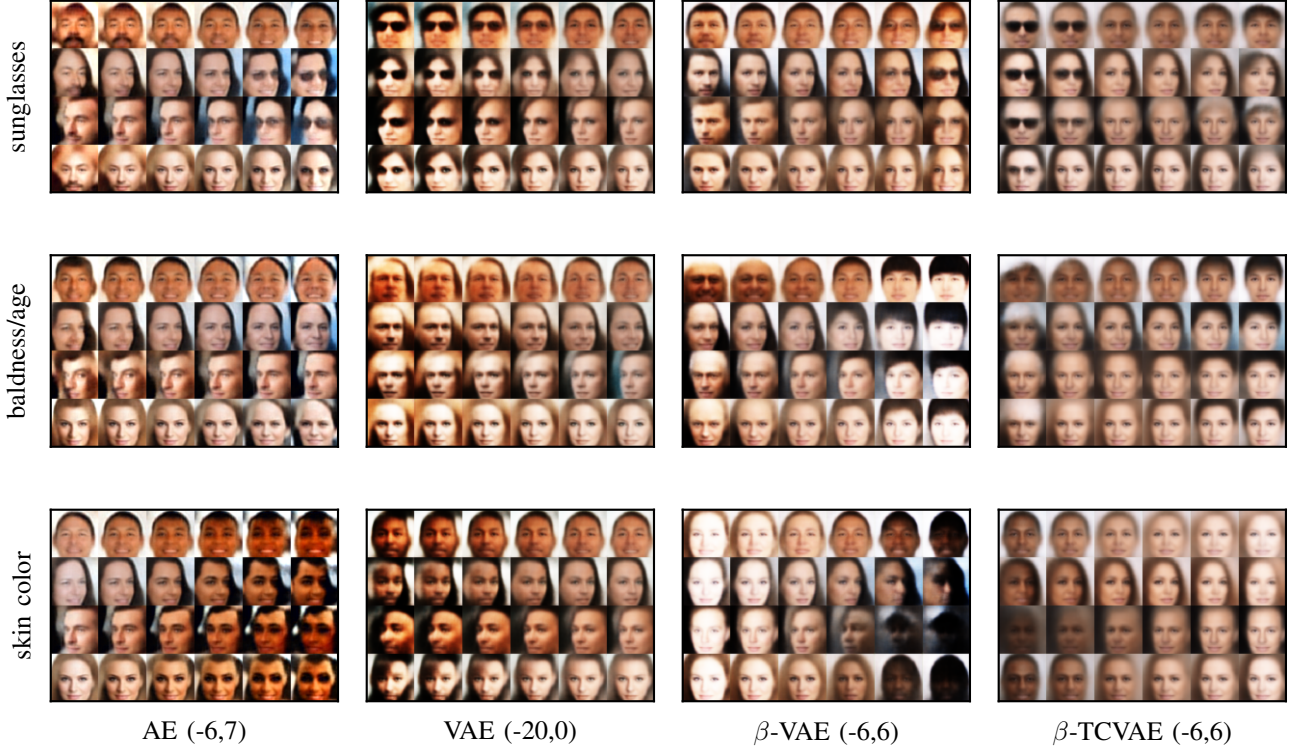 sunglasses
baldness/age
skin color
AE (-6,7)
VAE (-20,0)
β-VAE (-6,6)
β-TCVAE (-6,6)